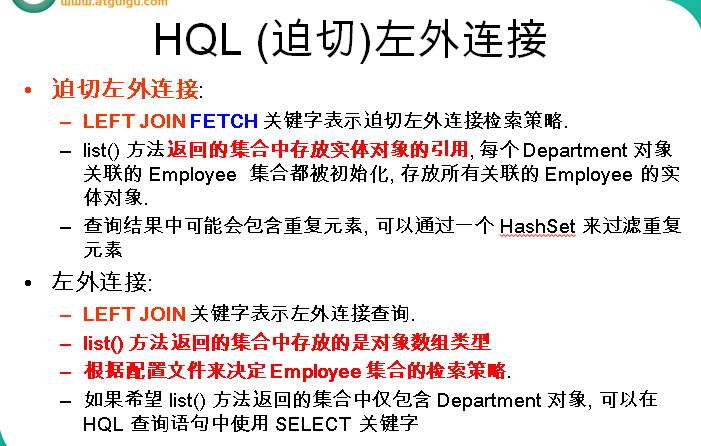 www.atguigu.com
HQL (迫切)左外连接
• 迫切左外连接:
– LEFT JOIN FETCH 关键字表示迫切左外连接检索策略.
– list() 方法返回的集合中存放实体对象的引用, 每个 Department 对象
关联的 Employee 集合都被初始化, 存放所有关联的 Employee 的实
体对象.
– 查询结果中可能会包含重复元素, 可以通过一个 HashSet 来过滤重复
元素
• 左外连接:
– LEFT JOIN 关键字表示左外连接查询.
– list() 方法返回的集合中存放的是对象数组类型
– 根据配置文件来决定 Employee 集合的检索策略.
– 如果希望 list() 方法返回的集合中仅包含 Department 对象, 可以在
HQL 查询语句中使用 SELECT 关键字